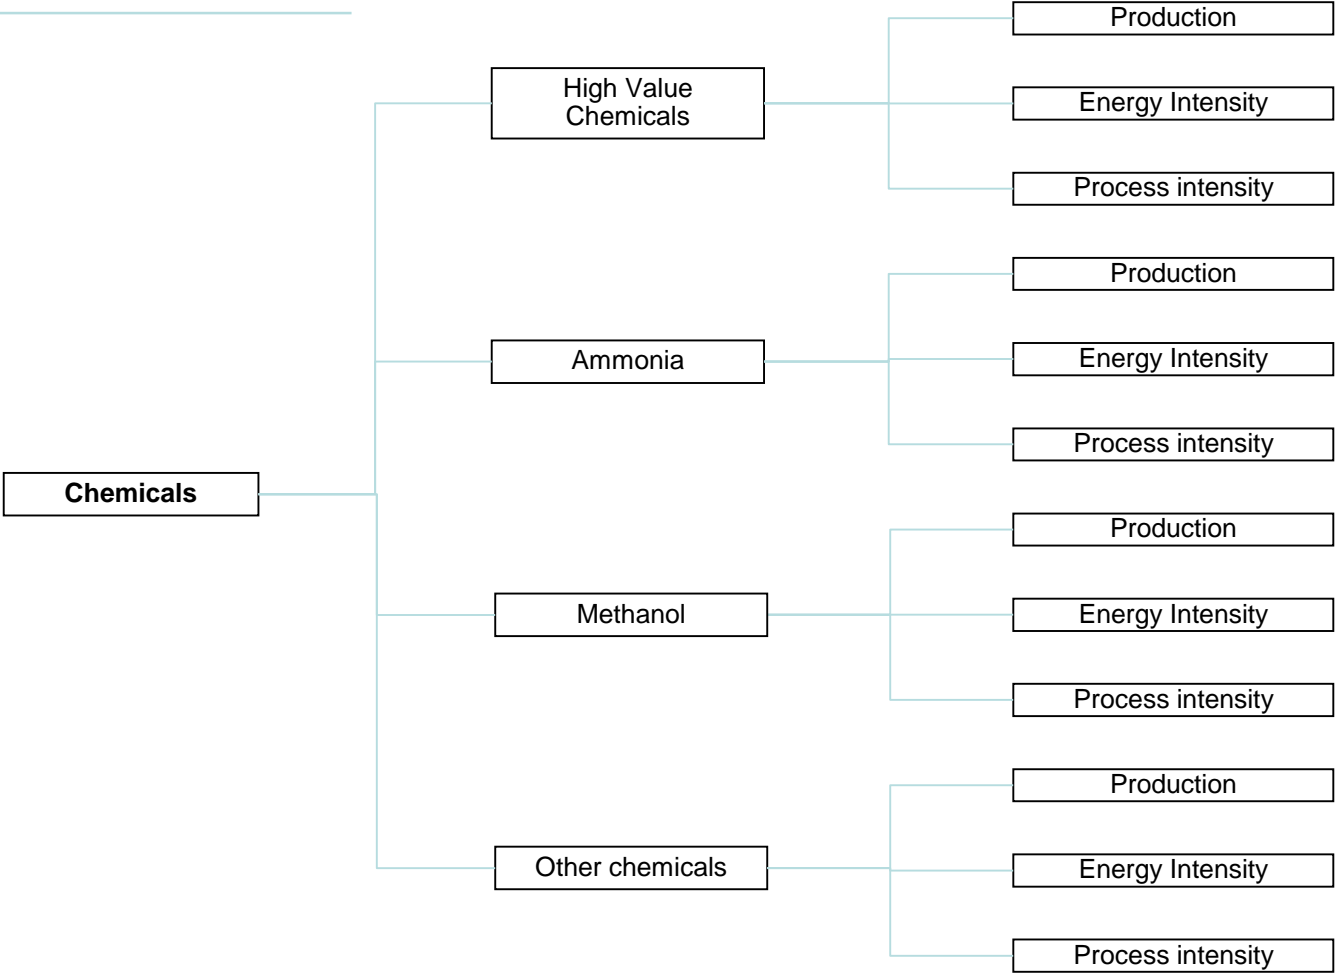 Production
High Value
Chemicals
Energy Intensity
Process intensity
Production
Ammonia
Energy Intensity
Process intensity
Chemicals
Production
Methanol
Energy Intensity
Process intensity
Production
Other chemicals
Energy Intensity
Process intensity